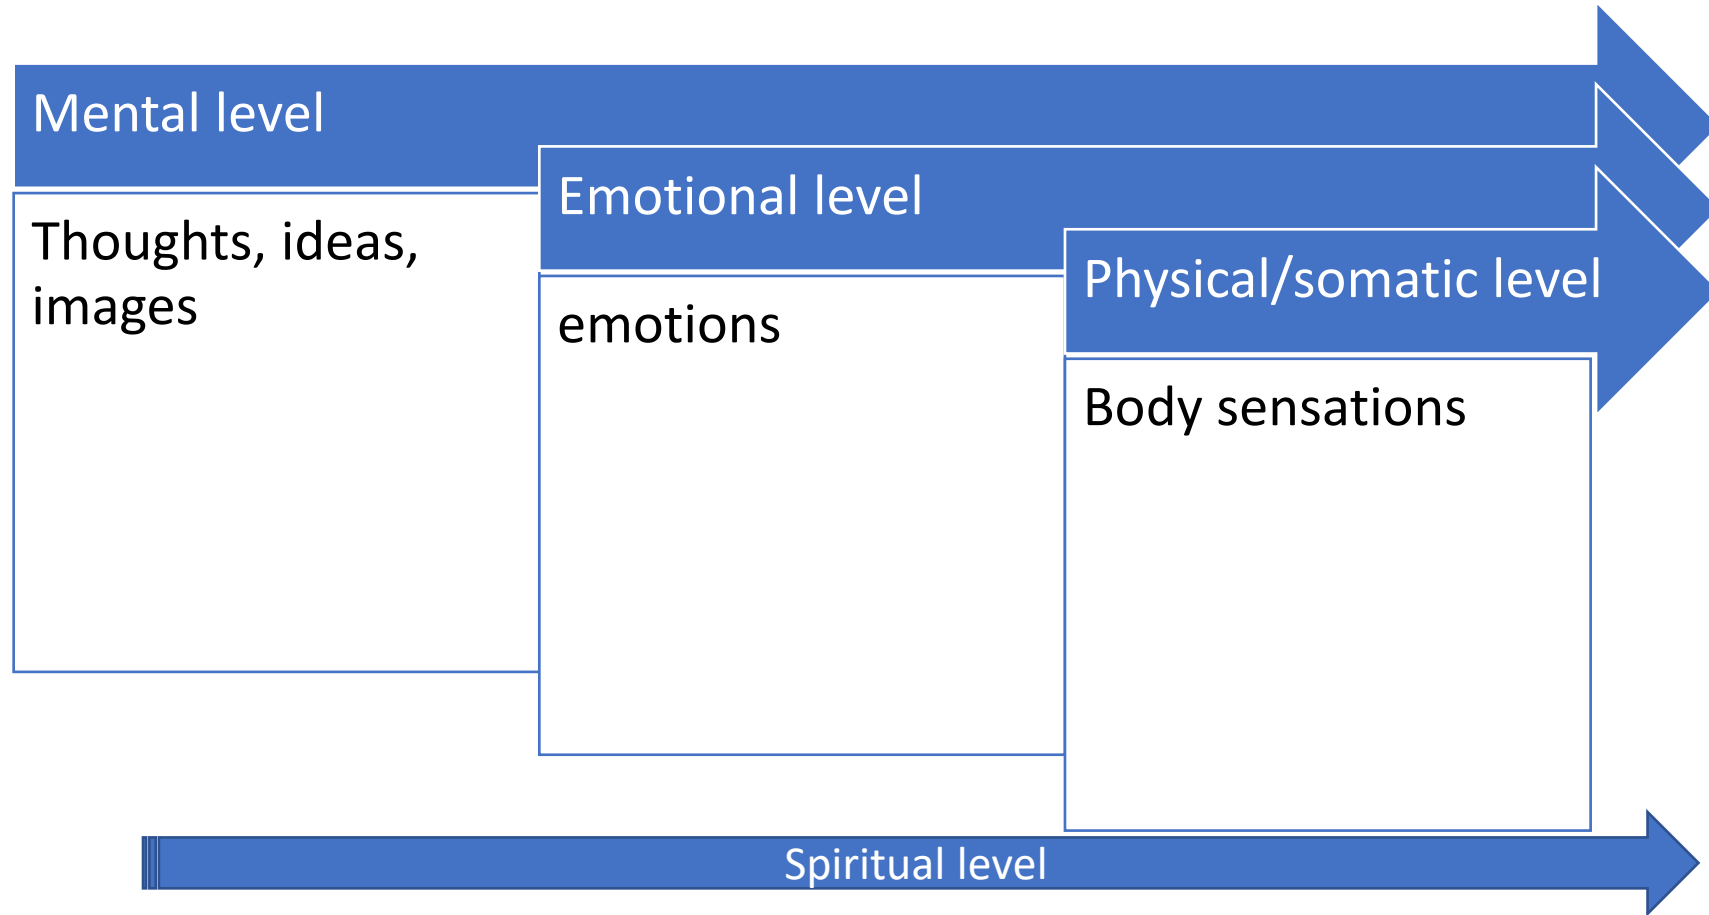 Mental level
Thoughts, ideas,
images
Emotional level
emotions
Physical/somatic level
Body sensations
Spiritual level